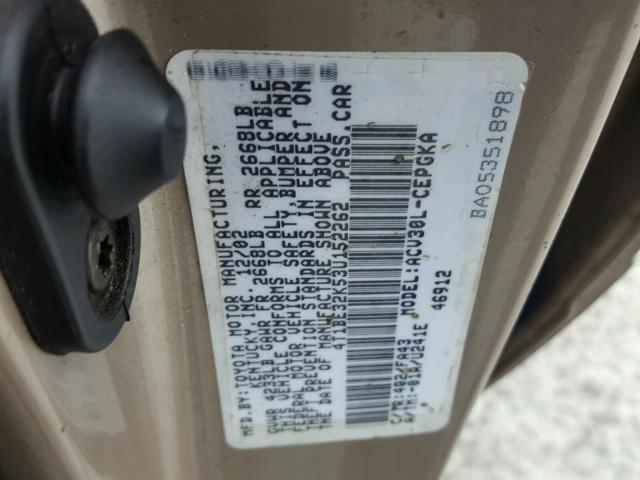 MFD.BY:TOYOTA MOTOR MANUFACTURING,
KENTUCKY, INC. 12/02
GVWR 4233LB GAWR FR 2668LB RR 2668LB
THIS VEHICLE CONFORMS TO ALL APPLICABLE
FEDERAL MOTOR VEHICLE SAFETY,BUMPER AND
THEFT PREVENTION STANDARDS IN EFFECT ON
THE DATE OF MANUFACTURE SHOWN ABOVE
4T1BE32K53U152262 PASS.CAR
C/TR:4Q2/FA43 MODEL:ACV30L-CEPGKA
A/TM:-01A/U241E 46912
BA05351898